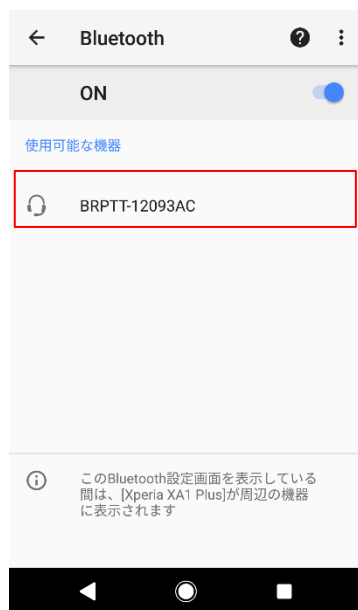 Bluetooth
ON
使用可能な機器
BRPTT-12093AC
このBluetooth設定画面を表示している
間は、[Xperia XA1 Plus]が周辺の機器
に表示されます